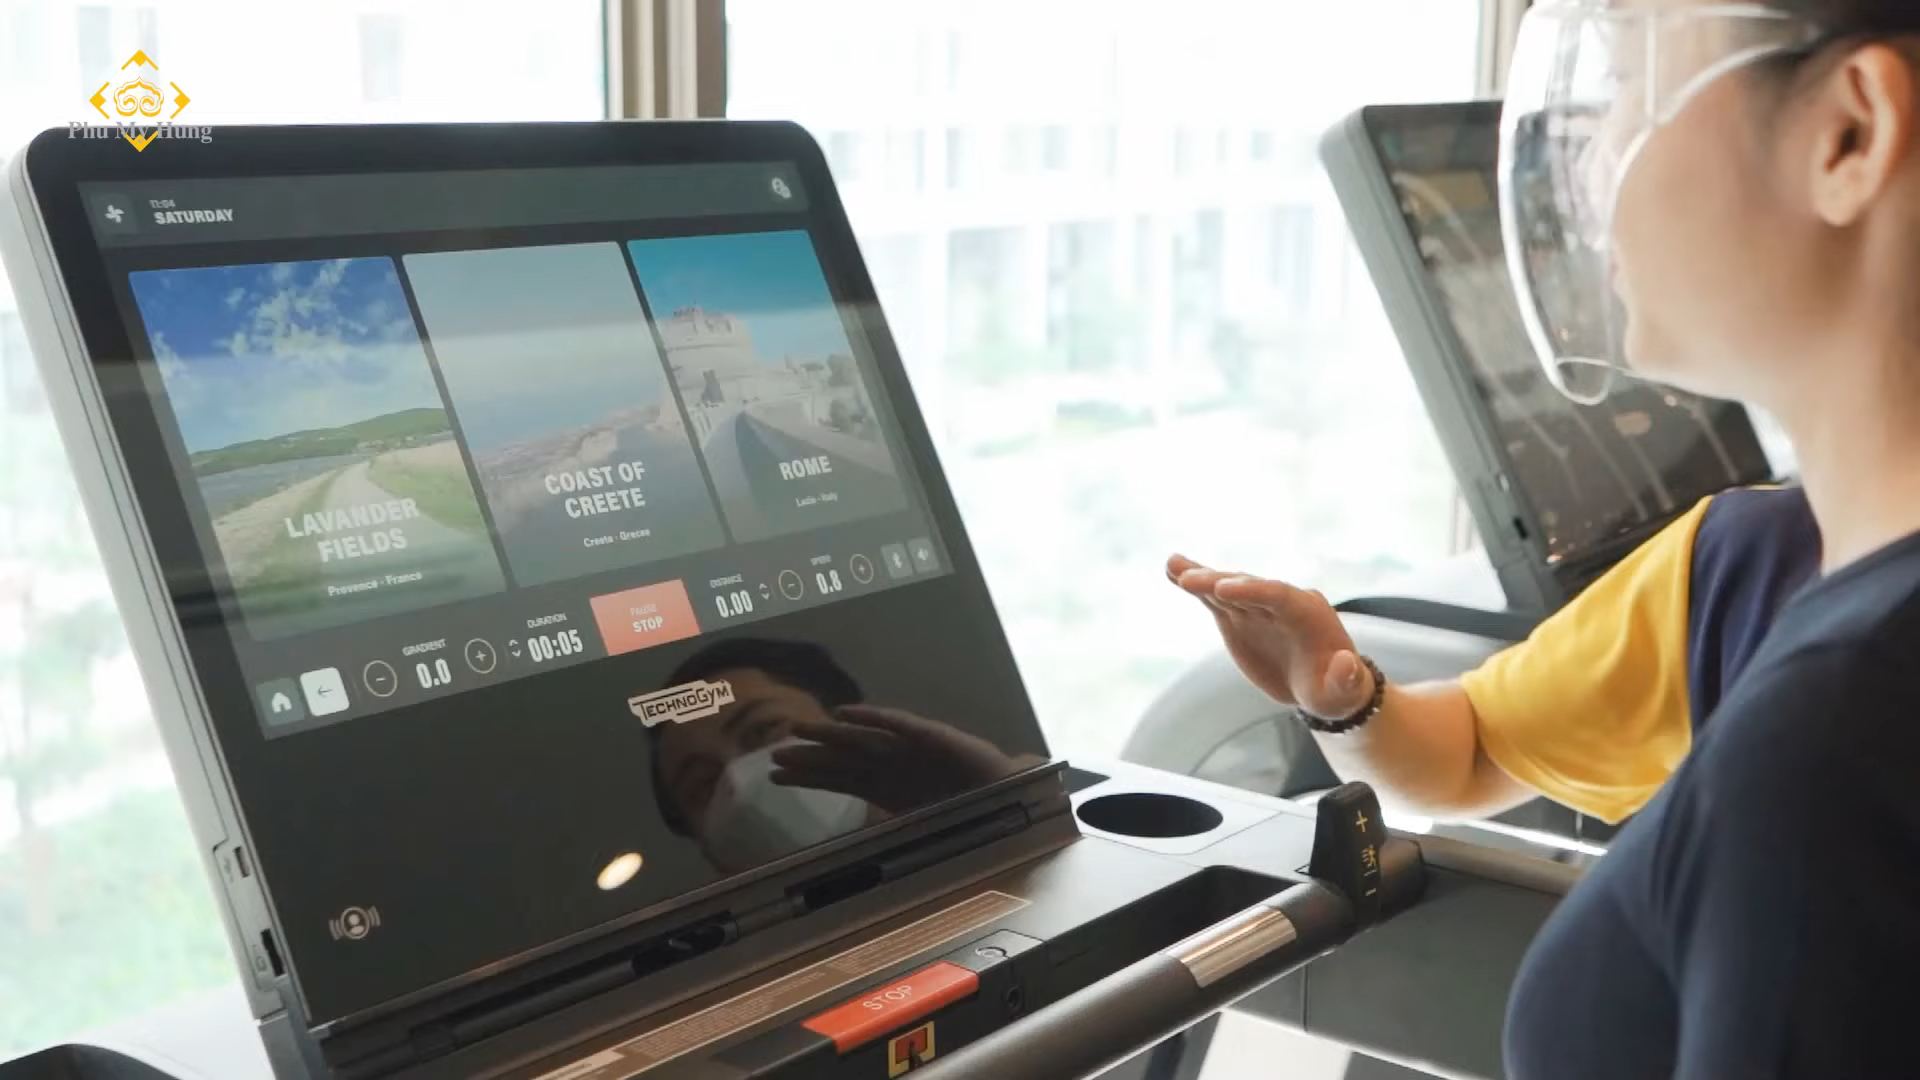 Phu My Hung
11:04
SATURDAY
LAVANDER
FIELDS
Provence - France
COAST OF
CREETE
Creete - Greece
ROME
Lazio - Italy
GRADIENT
0.0
DURATION
00:05
PAUSE
STOP
DISTANCE
0.00
SPEED
0.8
TECHNOGYM
STOP